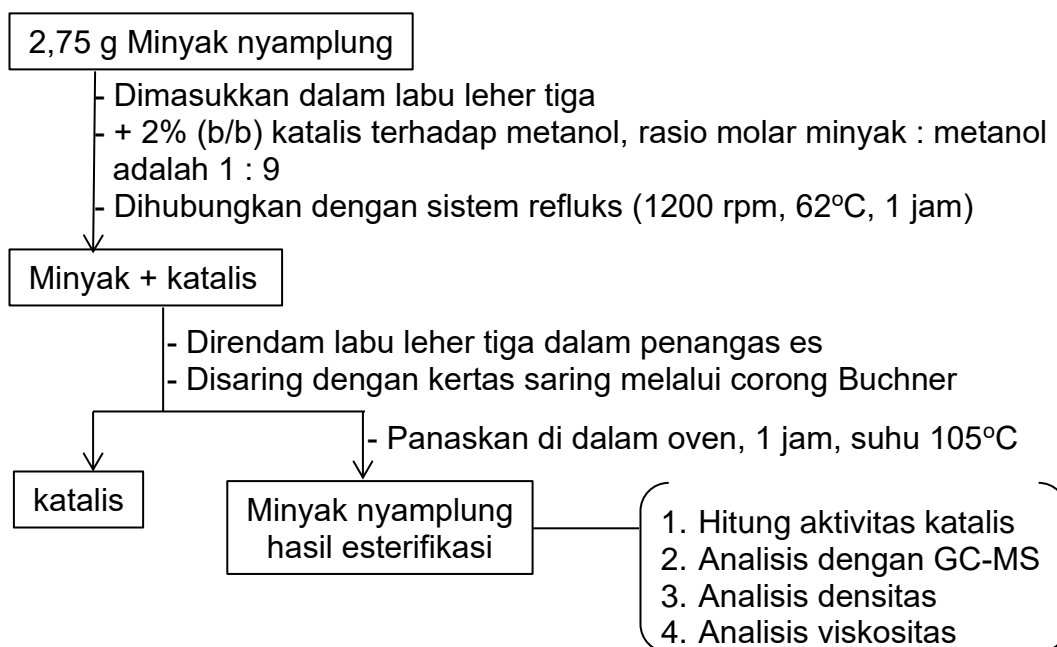 2,75 g Minyak nyamplung
- Dimasukkan dalam labu leher tiga
- + 2% (b/b) katalis terhadap metanol, rasio molar minyak : metanol
adalah 1 : 9
- Dihubungkan dengan sistem refluks (1200 rpm, 62°C, 1 jam)
Minyak + katalis
- Direndam labu leher tiga dalam penangas es
- Disaring dengan kertas saring melalui corong Buchner
- Panaskan di dalam oven, 1 jam, suhu 105°C
katalis
Minyak nyamplung
hasil esterifikasi
1. Hitung aktivitas katalis
2. Analisis dengan GC-MS
3. Analisis densitas
4. Analisis viskositas